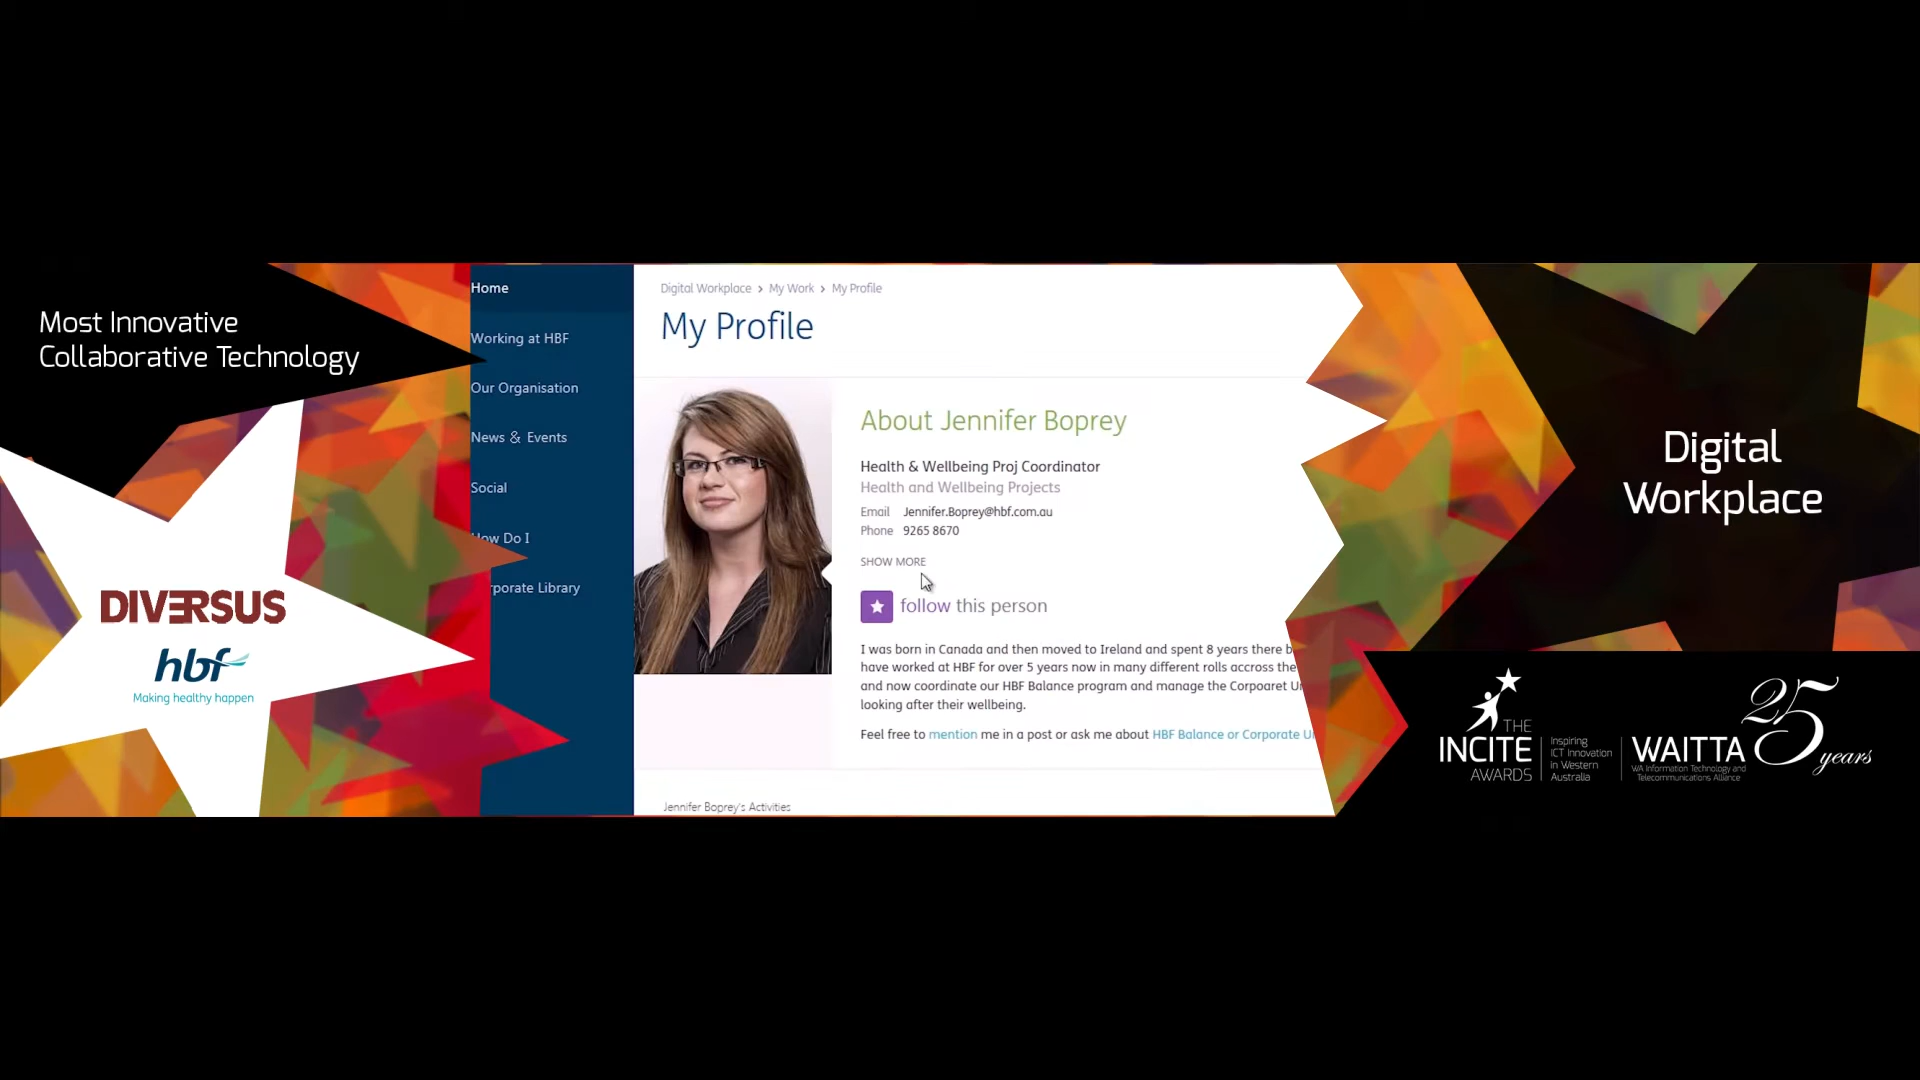 Most Innovative
Collaborative Technology
DIVERSUS
hbf
Making healthy happen
Home
Working at HBF
Our Organisation
News & Events
Social
ow Do I
rporate Library
Digital Workplace > My Work > My Profile
My Profile
About Jennifer Boprey
Health & Wellbeing Proj Coordinator
Health and Wellbeing Projects
Email Jennifer.Boprey@hbf.com.au
Phone 9265 8670
SHOW MORE
follow this person
I was born in Canada and then moved to Ireland and spent 8 years there b
have worked at HBF for over 5 years now in many different rolls accross the
and now coordinate our HBF Balance program and manage the Corpoaret U
looking after their wellbeing.
Feel free to mention me in a post or ask me about HBF Balance or Corporate U
Jennifer Boprey's Activities
Digital
Workplace
THE
INCITE
AWARDS
Inspiring
ICT Innovation
in Western
Australia
WAITTA
WA Information Technology and
Telecommunications Alliance
25
years